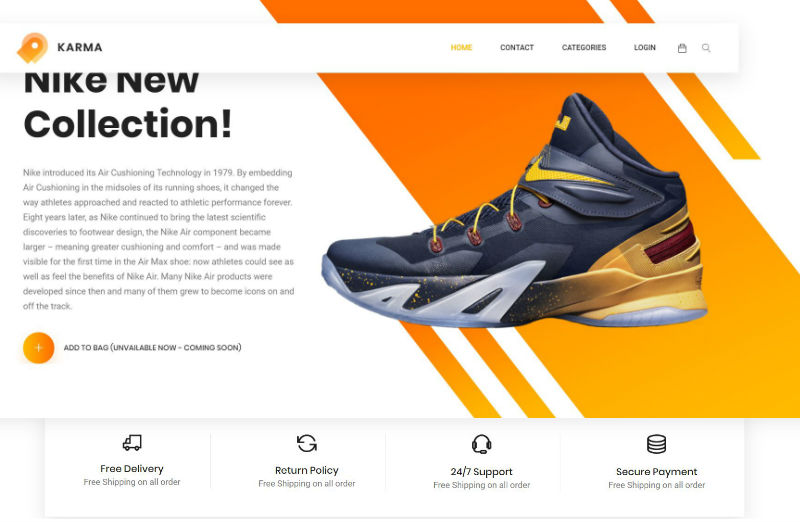 KARMA
HOME CONTACT CATEGORIES LOGIN
Nike New
Collection!
Nike introduced its Air Cushioning Technology in 1979. By embedding
Air Cushioning in the midsoles of its running shoes, it changed the
way athletes approached and reacted to athletic performance forever.
Eight years later, as Nike continued to bring the latest scientific
discoveries to footwear design, the Nike Air component became
larger – meaning greater cushioning and comfort – and was made
visible for the first time in the Air Max shoe: now athletes could see as
well as feel the benefits of Nike Air. Many Nike Air products were
developed since then and many of them grew to become icons on and
off the track.
ADD TO BAG (UNVAILABLE NOW - COMING SOON)
Free Delivery
Free Shipping on all order
Return Policy
Free Shipping on all order
24/7 Support
Free Shipping on all order
Secure Payment
Free Shipping on all order